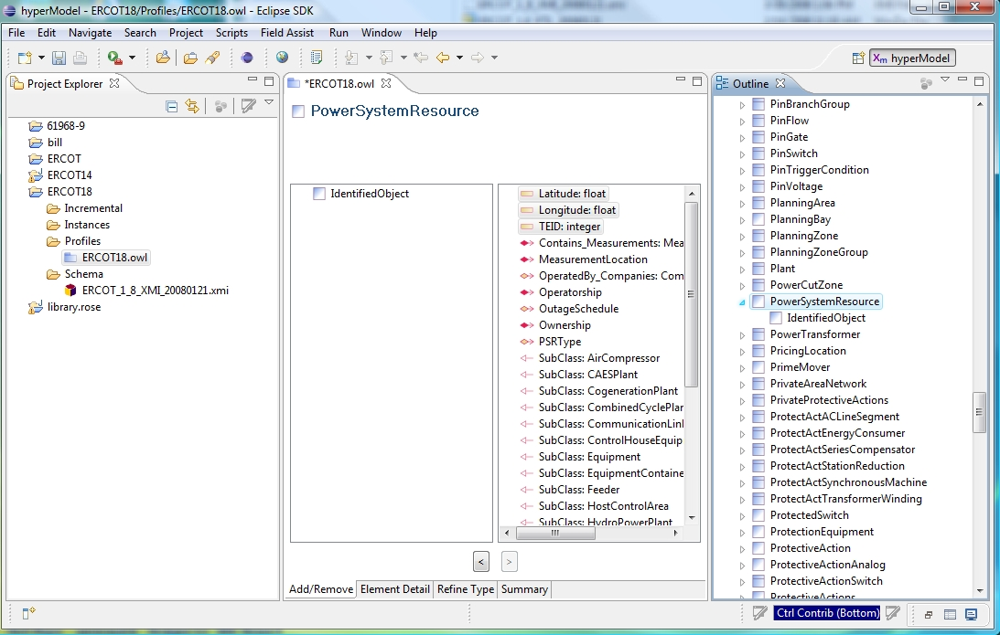 hyperModel - ERCOT18/Profiles/ERCOT18.owl - Eclipse SDK
File Edit Navigate Search Project Scripts Field Assist Run Window Help
Xm hyperModel
Project Explorer
61968-9
bill
ERCOT
ERCOT14
ERCOT18
Incremental
Instances
Profiles
ERCOT18.owl
Schema
ERCOT_1_8_XMI_20080121.xmi
library.rose
*ERCOT18.owl
PowerSystemResource
IdentifiedObject
Latitude: float
Longitude: float
TEID: integer
Contains_Measurements: Mea
MeasurementLocation
OperatedBy_Companies: Com
Operatorship
OutageSchedule
Ownership
PSRType
SubClass: AirCompressor
SubClass: CAESPlant
SubClass: CogenerationPlant
SubClass: CombinedCyclePlan
SubClass: CommunicationLink
SubClass: ControlHouseEquip
SubClass: Equipment
SubClass: EquipmentContaine
SubClass: Feeder
SubClass: HostControlArea
SubClass: HydroPowerPlant
< >
Add/Remove Element Detail Refine Type Summary
Outline
PinBranchGroup
PinFlow
PinGate
PinSwitch
PinTriggerCondition
PinVoltage
PlanningArea
PlanningBay
PlanningZone
PlanningZoneGroup
Plant
PowerCutZone
PowerSystemResource
IdentifiedObject
PowerTransformer
PricingLocation
PrimeMover
PrivateAreaNetwork
PrivateProtectiveActions
ProtectActACLineSegment
ProtectActEnergyConsumer
ProtectActSeriesCompensator
ProtectActStationReduction
ProtectActSynchronousMachine
ProtectActTransformerWinding
ProtectedSwitch
ProtectionEquipment
ProtectiveAction
ProtectiveActionAnalog
ProtectiveActionSwitch
ProtectiveActions
Ctrl Contrib (Bottom)